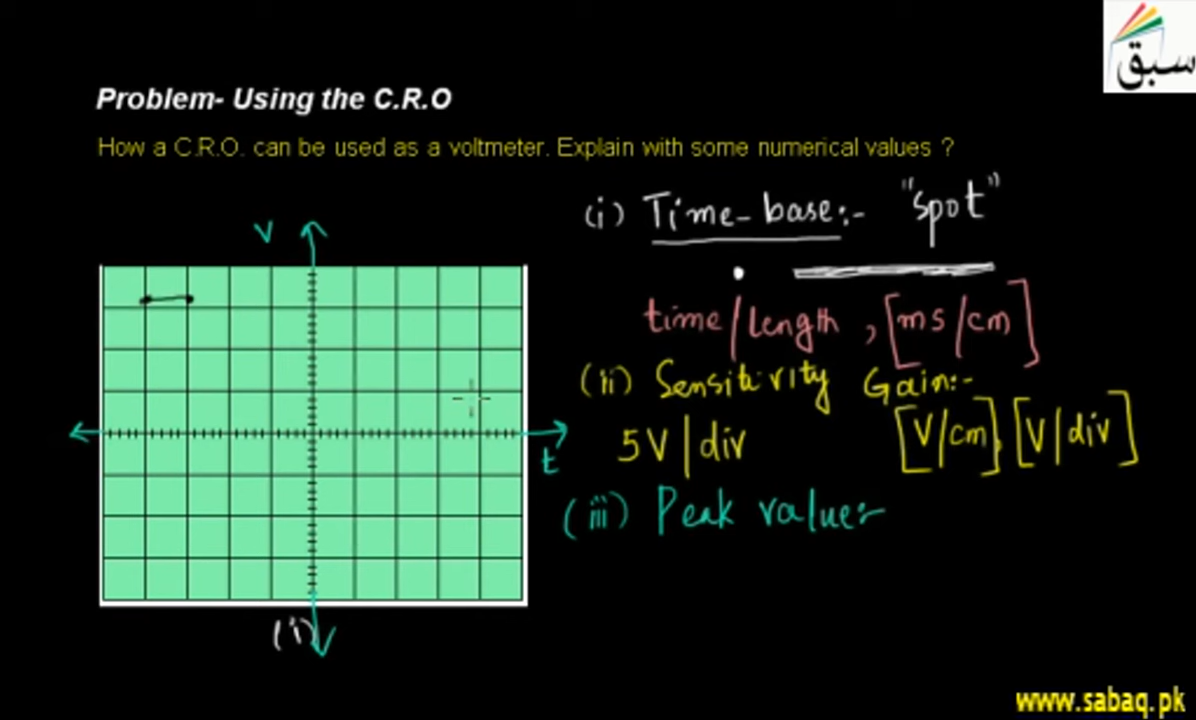 سبق
Problem- Using the C.R.O
How a C.R.O. can be used as a voltmeter. Explain with some numerical values ?
(i) Time-base:- "spot"
time/length, [ms/cm]
(ii) Sensitivity Gain:-
5V/div [V/cm], [V/div]
(iii) Peak value:-
V
t
(i)
www.sabaq.pk